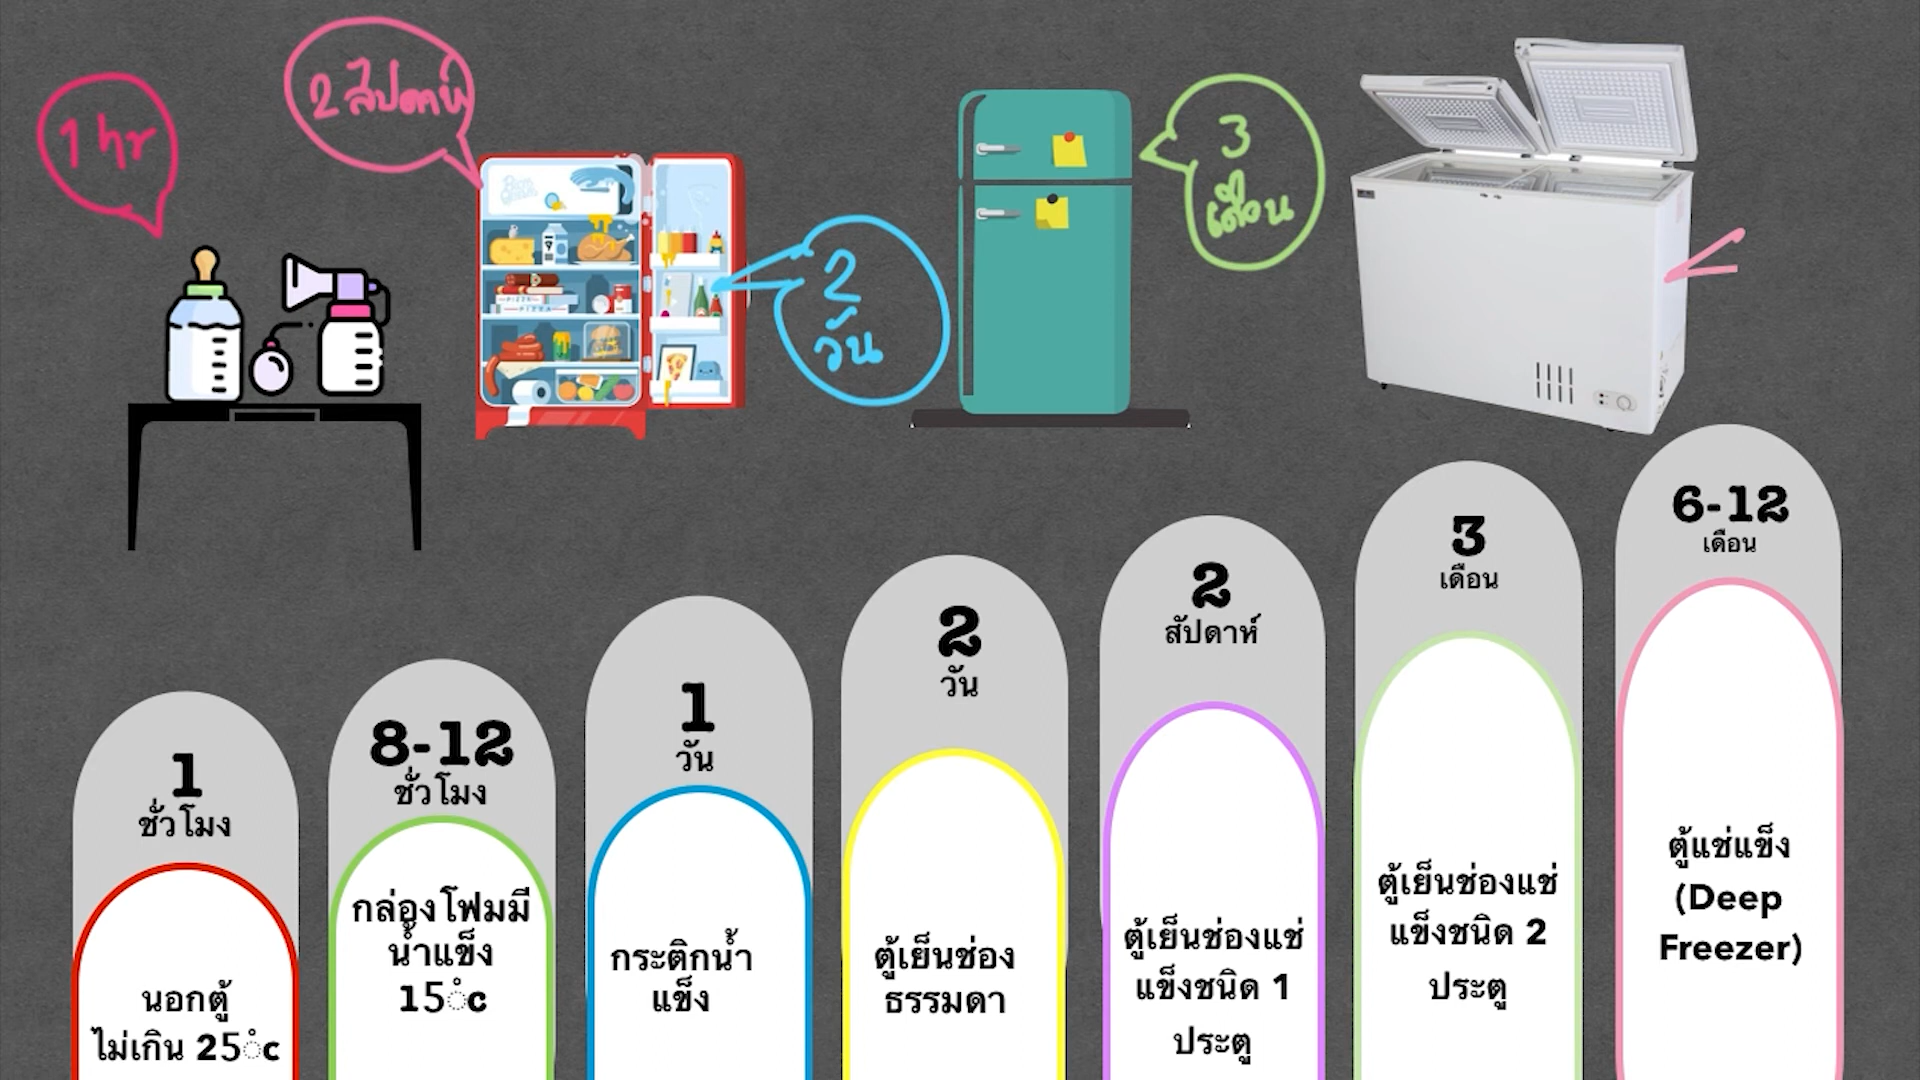 1 hr
2 สัปดาห์
2
วัน
3
เดือน
PIZZA
PIZZA
1
ชั่วโมง
นอกตู้
ไม่เกิน 25 ํc
8-12
ชั่วโมง
กล่องโฟมมี
น้ำแข็ง
15 ํc
1
วัน
กระติกน้ำ
แข็ง
2
วัน
ตู้เย็นช่อง
ธรรมดา
2
สัปดาห์
ตู้เย็นช่องแช่
แข็งชนิด 1
ประตู
3
เดือน
ตู้เย็นช่องแช่
แข็งชนิด 2
ประตู
6-12
เดือน
ตู้แช่แข็ง
(Deep
Freezer)